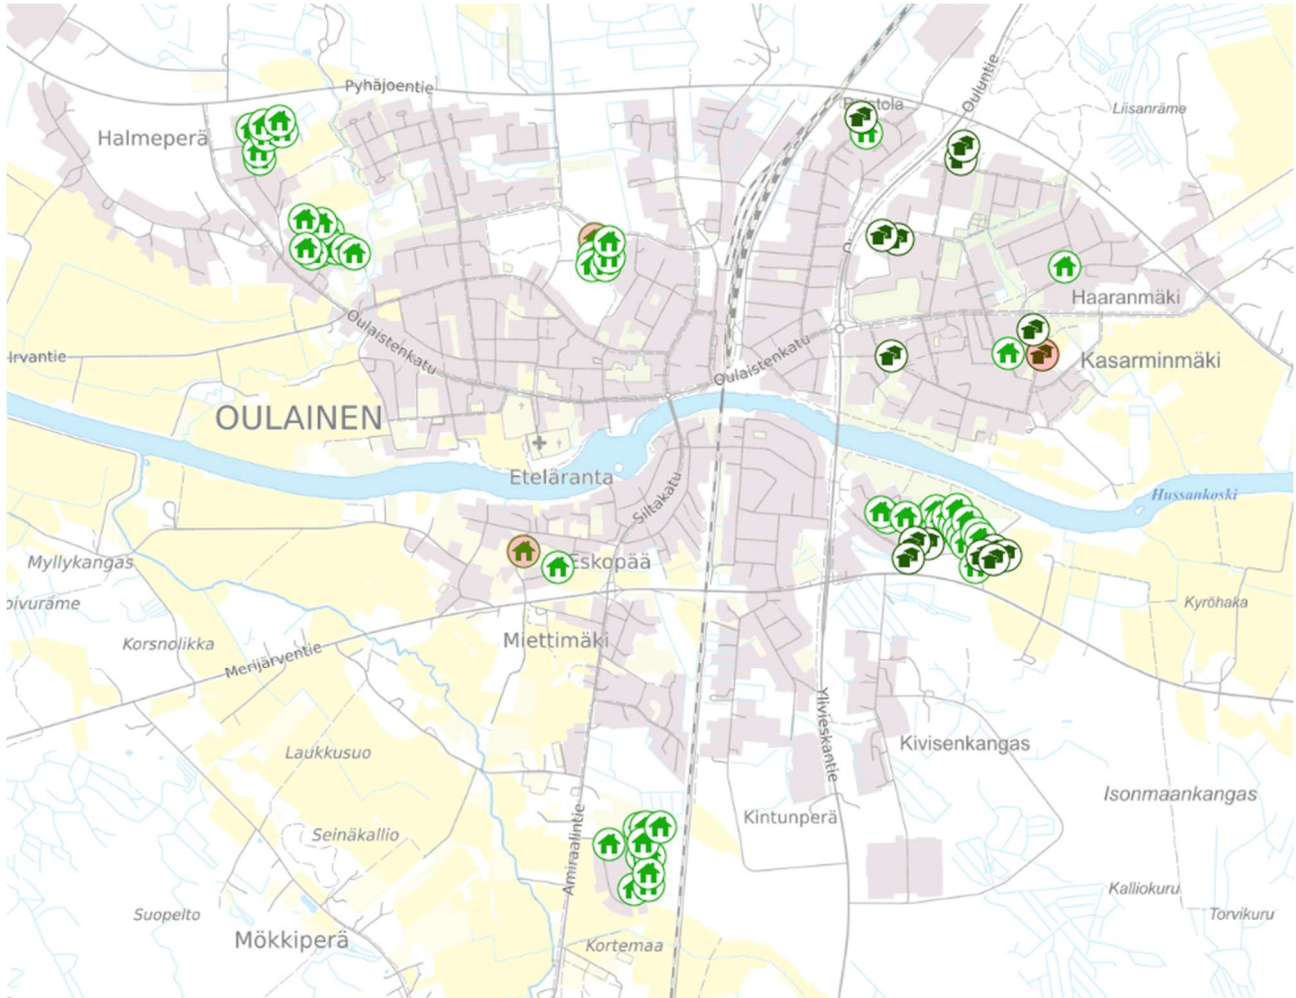 Pyhäjoentie
Ouluntie
Liisanräme
Halmeperä
Haaranmäki
Oulaistenkatu
Oulaistenkatu
Irvantie
Kasarminmäki
OULAINEN
Eteläranta
Siltakatu
Hussankoski
Myllykangas
Eskopää
Kyröhaka
Korsnolikka
Miettimäki
Merijärventie
Ylivieskantie
Laukkusuo
Kivisenkangas
Isonmaankangas
Kintunperä
Seinäkallio
Amiraalintie
Kalliokuru
Suopelto
Torvikuru
Mökkiperä
Kortemaa